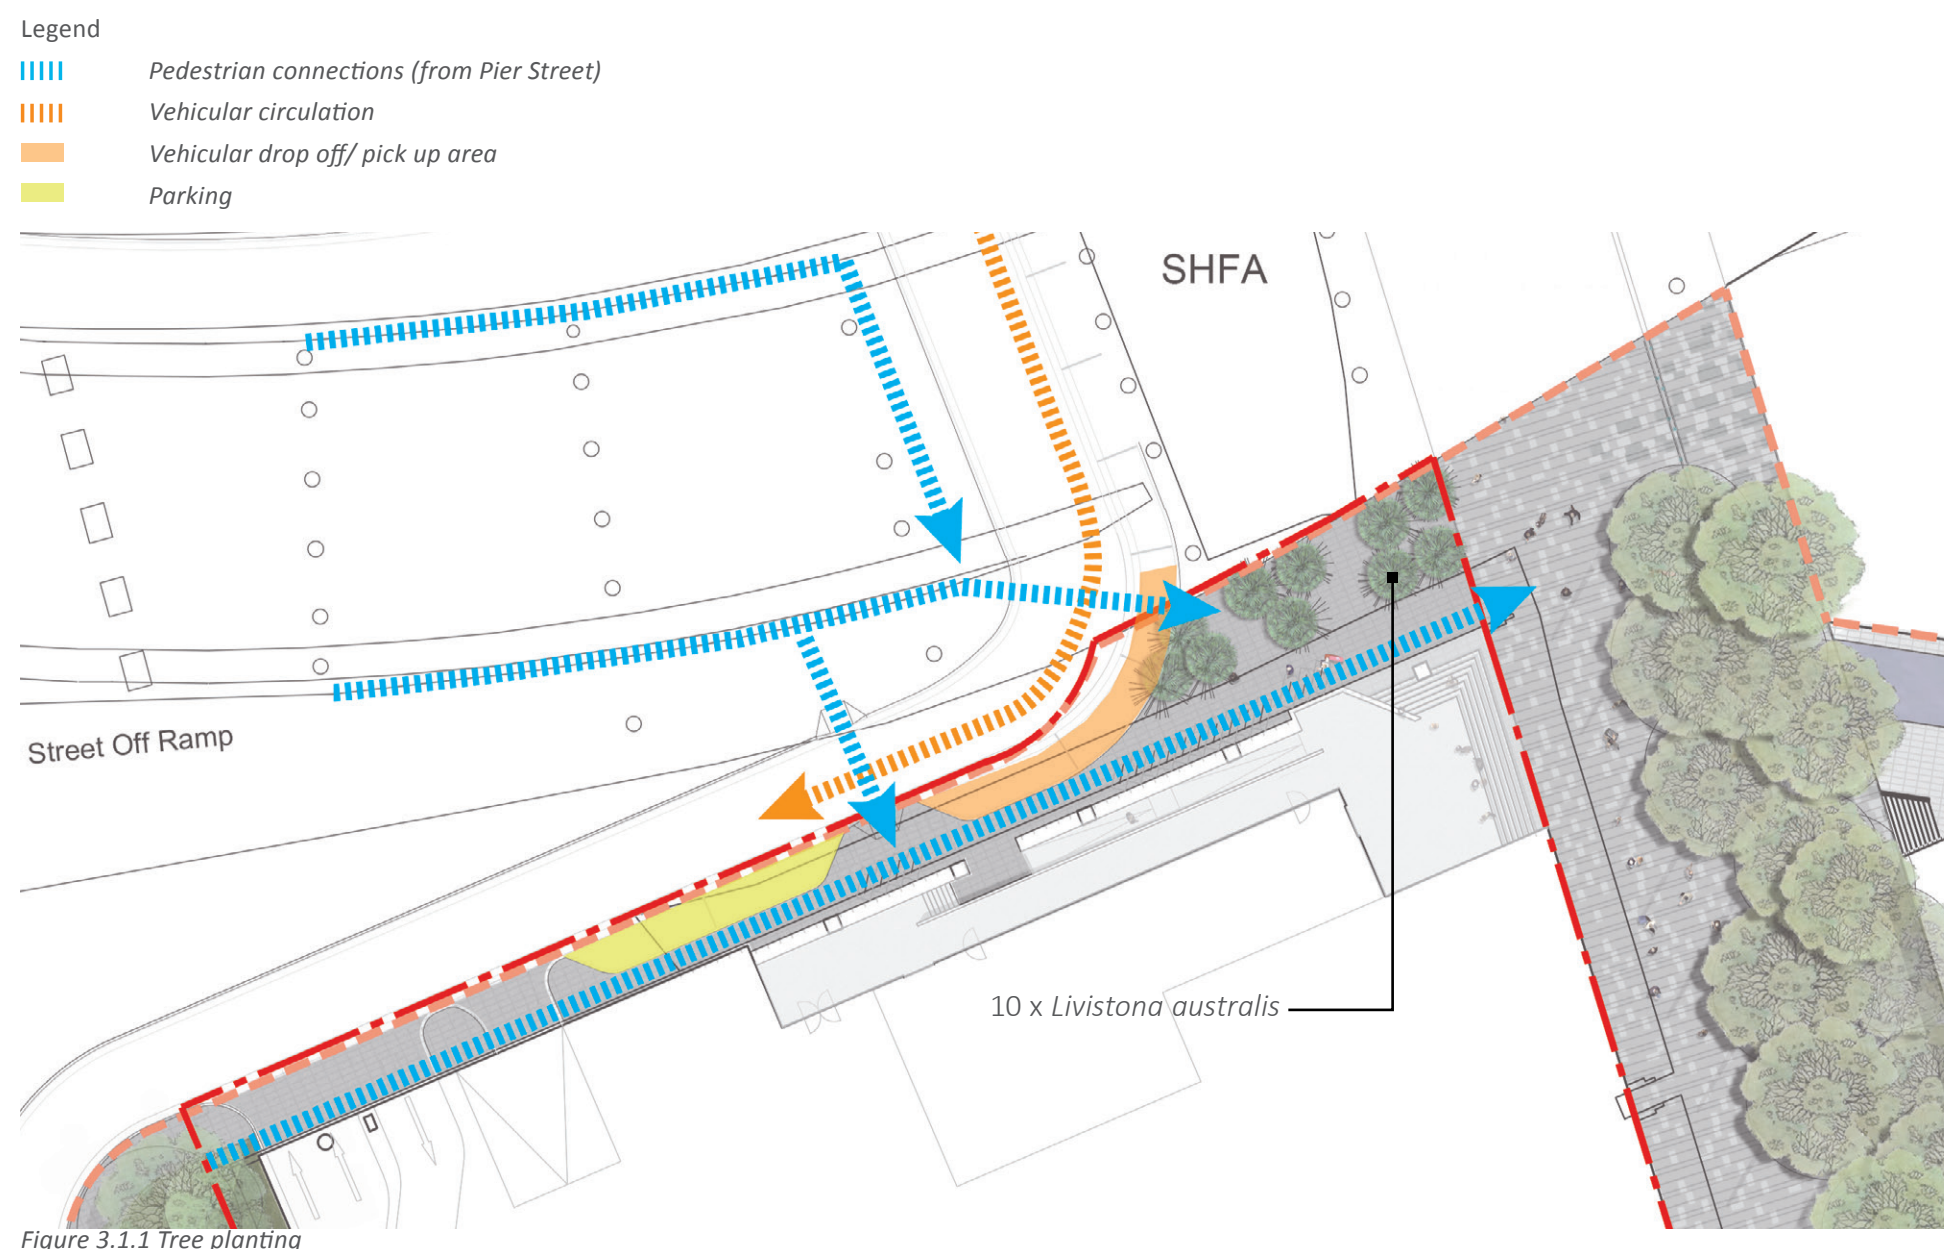 Legend
Pedestrian connections (from Pier Street)
Vehicular circulation
Vehicular drop off/ pick up area
Parking
SHFA
Street Off Ramp
10 x Livistona australis
Figure 3.1.1 Tree planting